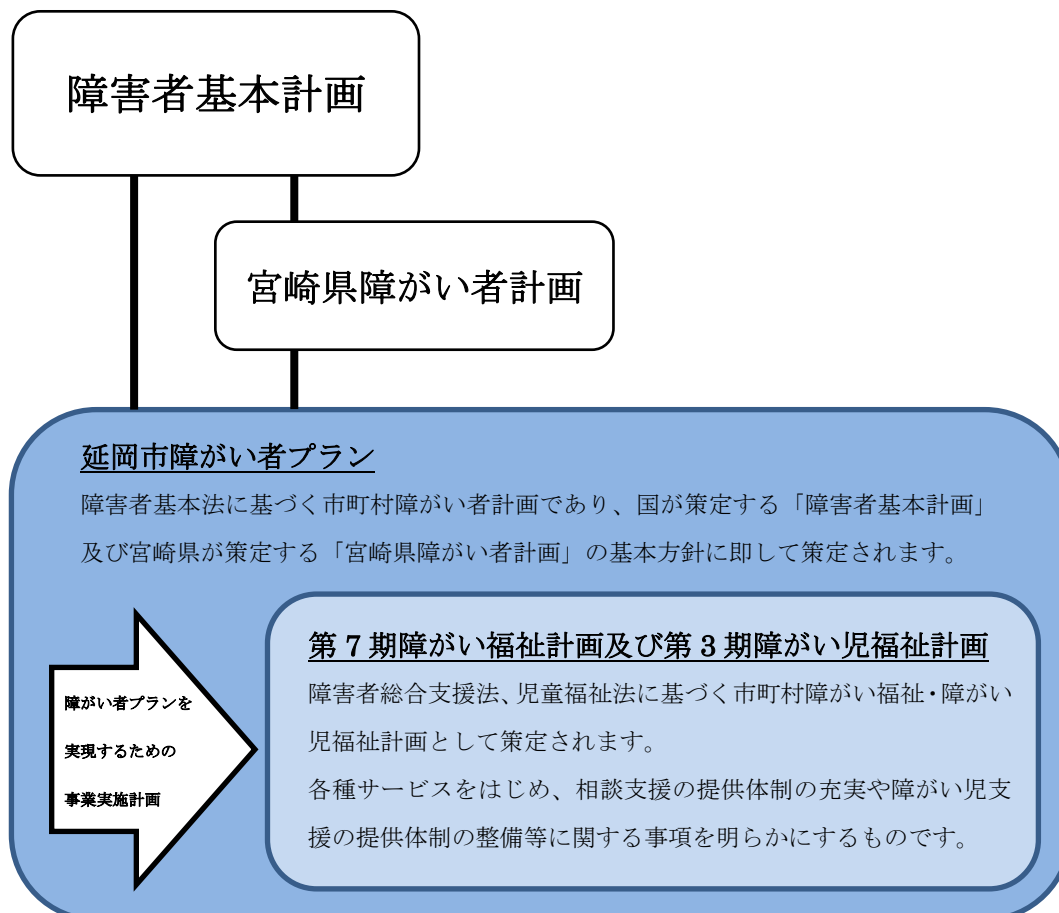 障害者基本計画
宮崎県障がい者計画
延岡市障がい者プラン
障害者基本法に基づく市町村障がい者計画であり、国が策定する「障害者基本計画」
及び宮崎県が策定する「宮崎県障がい者計画」の基本方針に即して策定されます。
障がい者プランを
実現するための
事業実施計画
第7期障がい福祉計画及び第3期障がい児福祉計画
障害者総合支援法、児童福祉法に基づく市町村障がい福祉・障がい
児福祉計画として策定されます。
各種サービスをはじめ、相談支援の提供体制の充実や障がい児支
援の提供体制の整備等に関する事項を明らかにするものです。